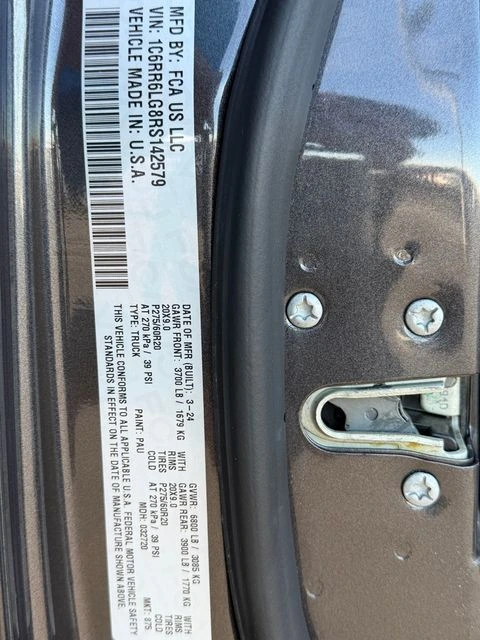 MFD BY: FCA US LLC
VIN: 1C6RR6LG8RS142579
VEHICLE MADE IN: U.S.A.
DATE OF MFR (BUILT): 3-24 GVWR: 6800 LB / 3085 KG
GAWR FRONT: 3700 LB / 1679 KG WITH GAWR REAR: 3900 LB / 1770 KG WITH
20X9.0 RIMS 20X9.0 RIMS
P275/60R20 TIRES P275/60R20 TIRES
AT 270 kPa / 39 PSI COLD AT 270 kPa / 39 PSI COLD
TYPE: TRUCK PAINT: PAU MDH: 032720 MKT: 875
THIS VEHICLE CONFORMS TO ALL APPLICABLE U.S.A. FEDERAL MOTOR VEHICLE SAFETY
STANDARDS IN EFFECT ON THE DATE OF MANUFACTURE SHOWN ABOVE.